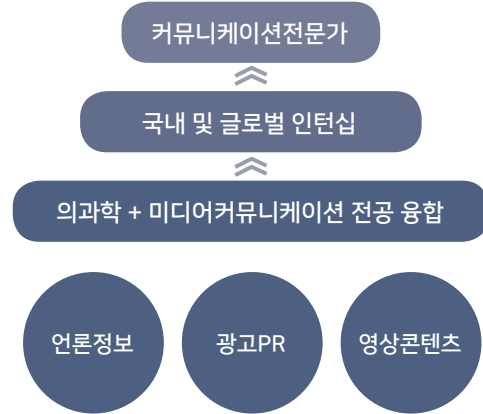 커뮤니케이션전문가
국내 및 글로벌 인턴십
의과학 + 미디어커뮤니케이션 전공 융합
언론정보
광고PR
영상콘텐츠